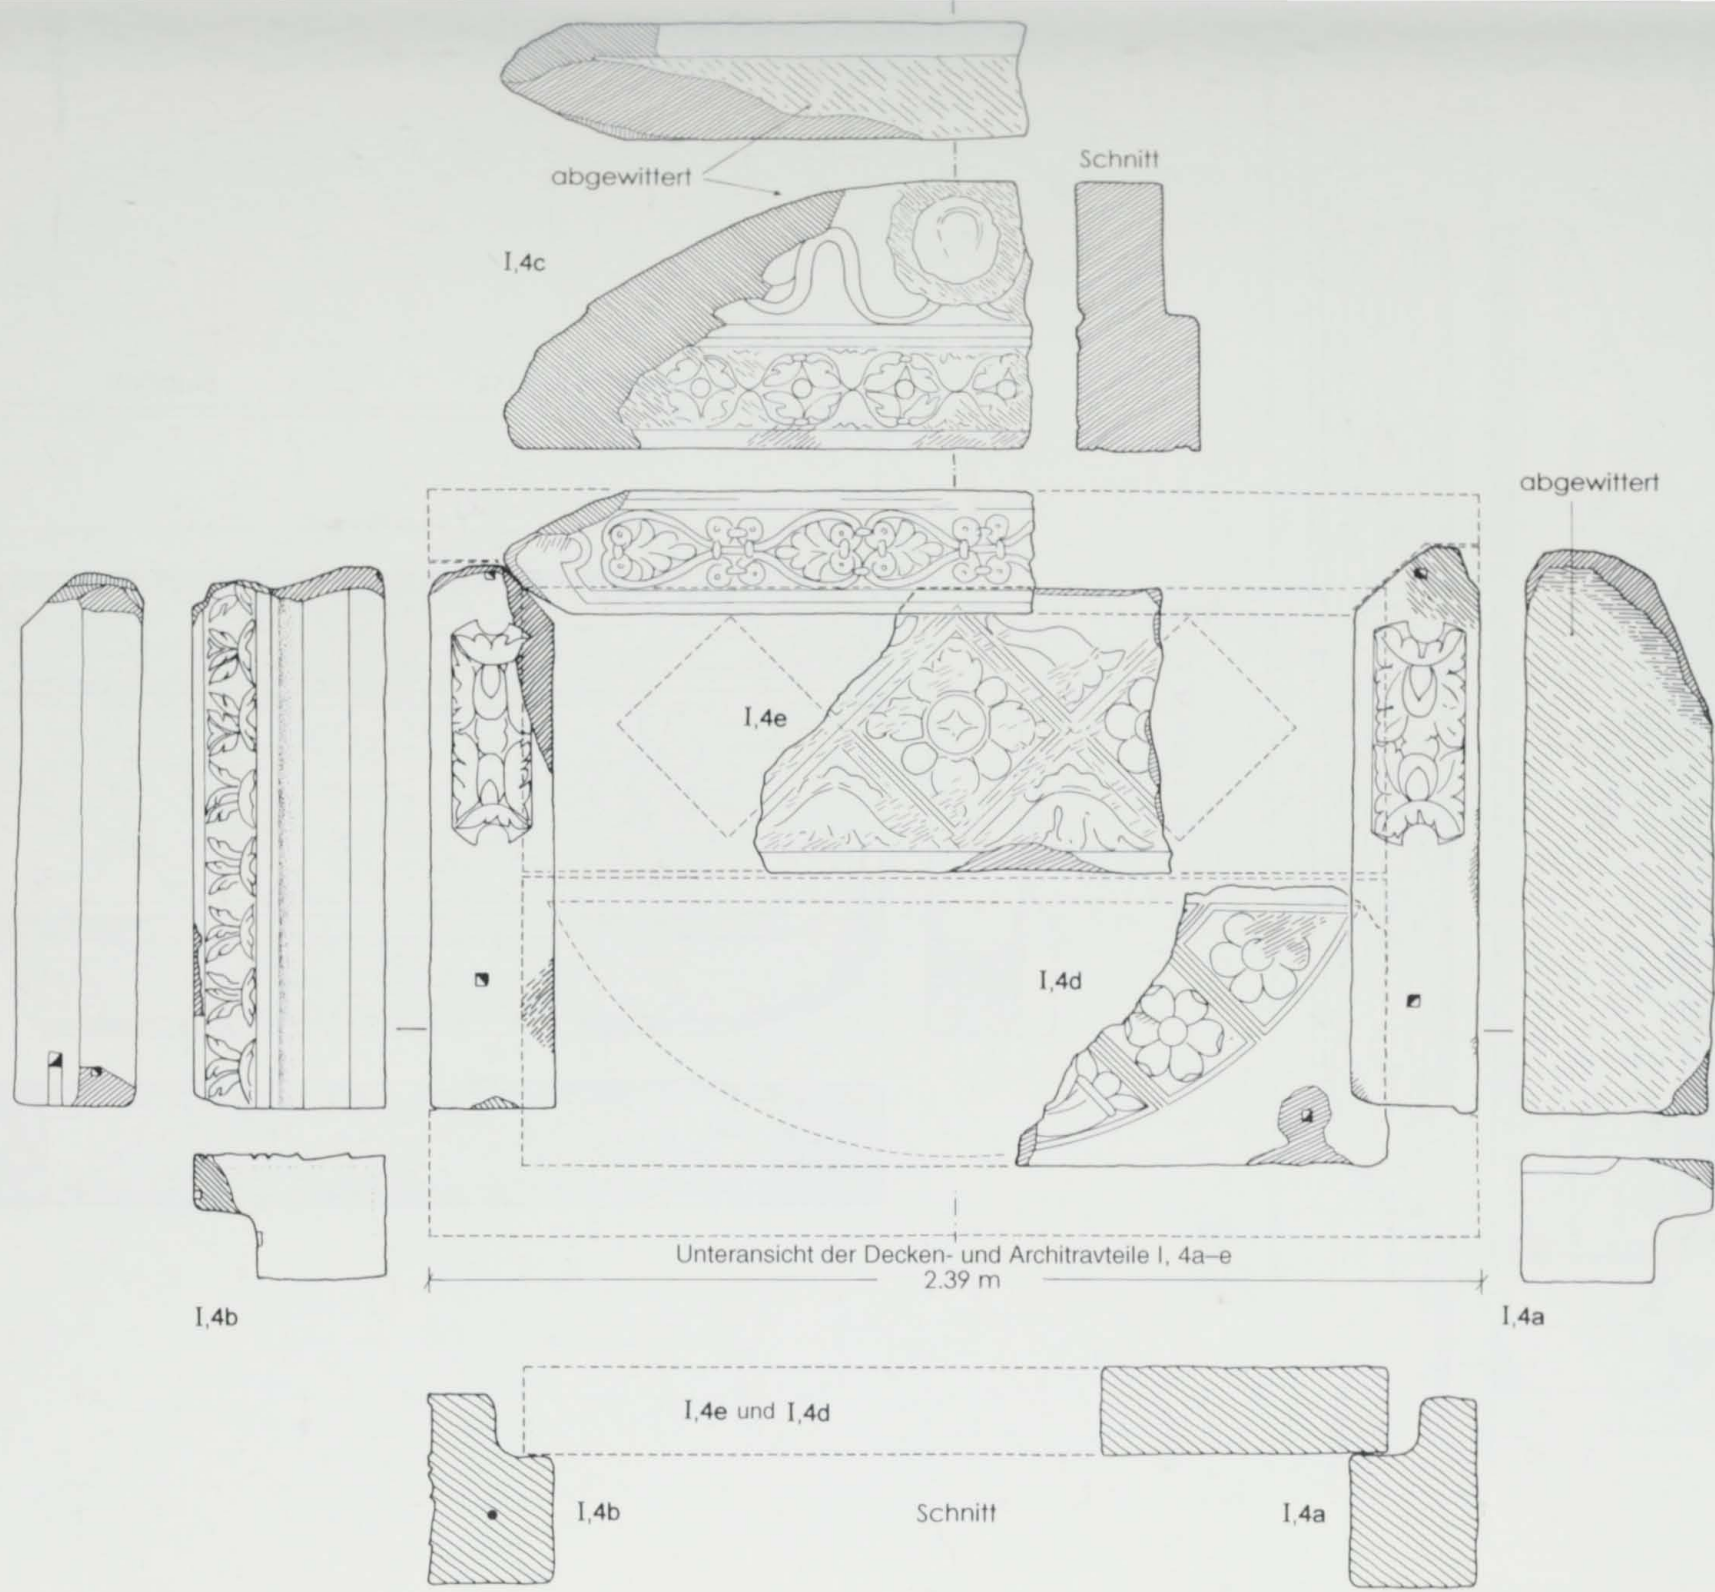 abgewittert
Schnitt
I,4c
abgewittert
I,4e
I,4d
Unteransicht der Decken- und Architravteile I, 4a–e
2.39 m
I,4b
I,4a
I,4e und I,4d
I,4b
Schnitt
I,4a